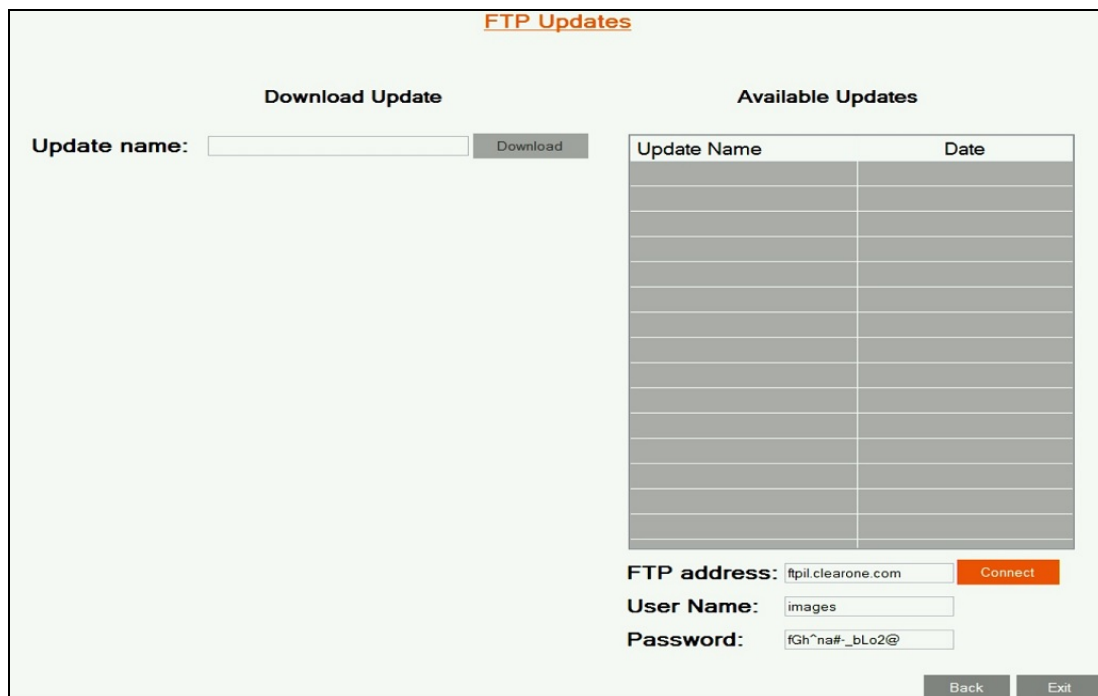 FTP Updates
Download Update
Update name:
Download
Available Updates
Update Name Date
FTP address: ftpil.clearone.com Connect
User Name: images
Password: fGh^na#-_bLo2@
Back Exit